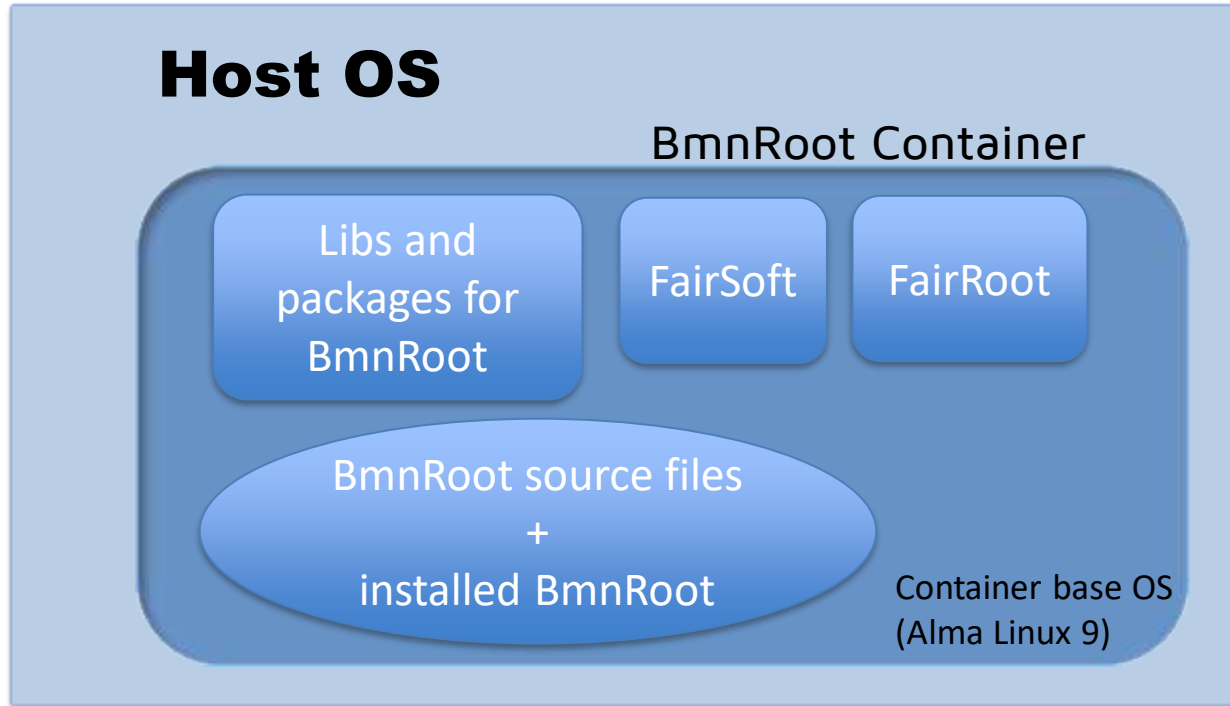 Host OS
BmnRoot Container
Libs and
packages for
BmnRoot
FairSoft
FairRoot
BmnRoot source files
+
installed BmnRoot
Container base OS
(Alma Linux 9)